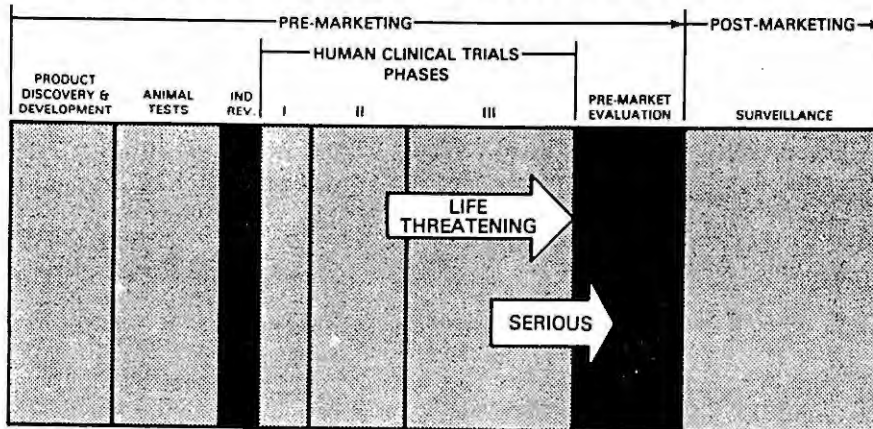 PRE-MARKETING
POST-MARKETING
HUMAN CLINICAL TRIALS
PHASES
PRODUCT
DISCOVERY &
DEVELOPMENT
ANIMAL
TESTS
IND
REV.
I
II
III
PRE-MARKET
EVALUATION
SURVEILLANCE
LIFE
THREATENING
SERIOUS